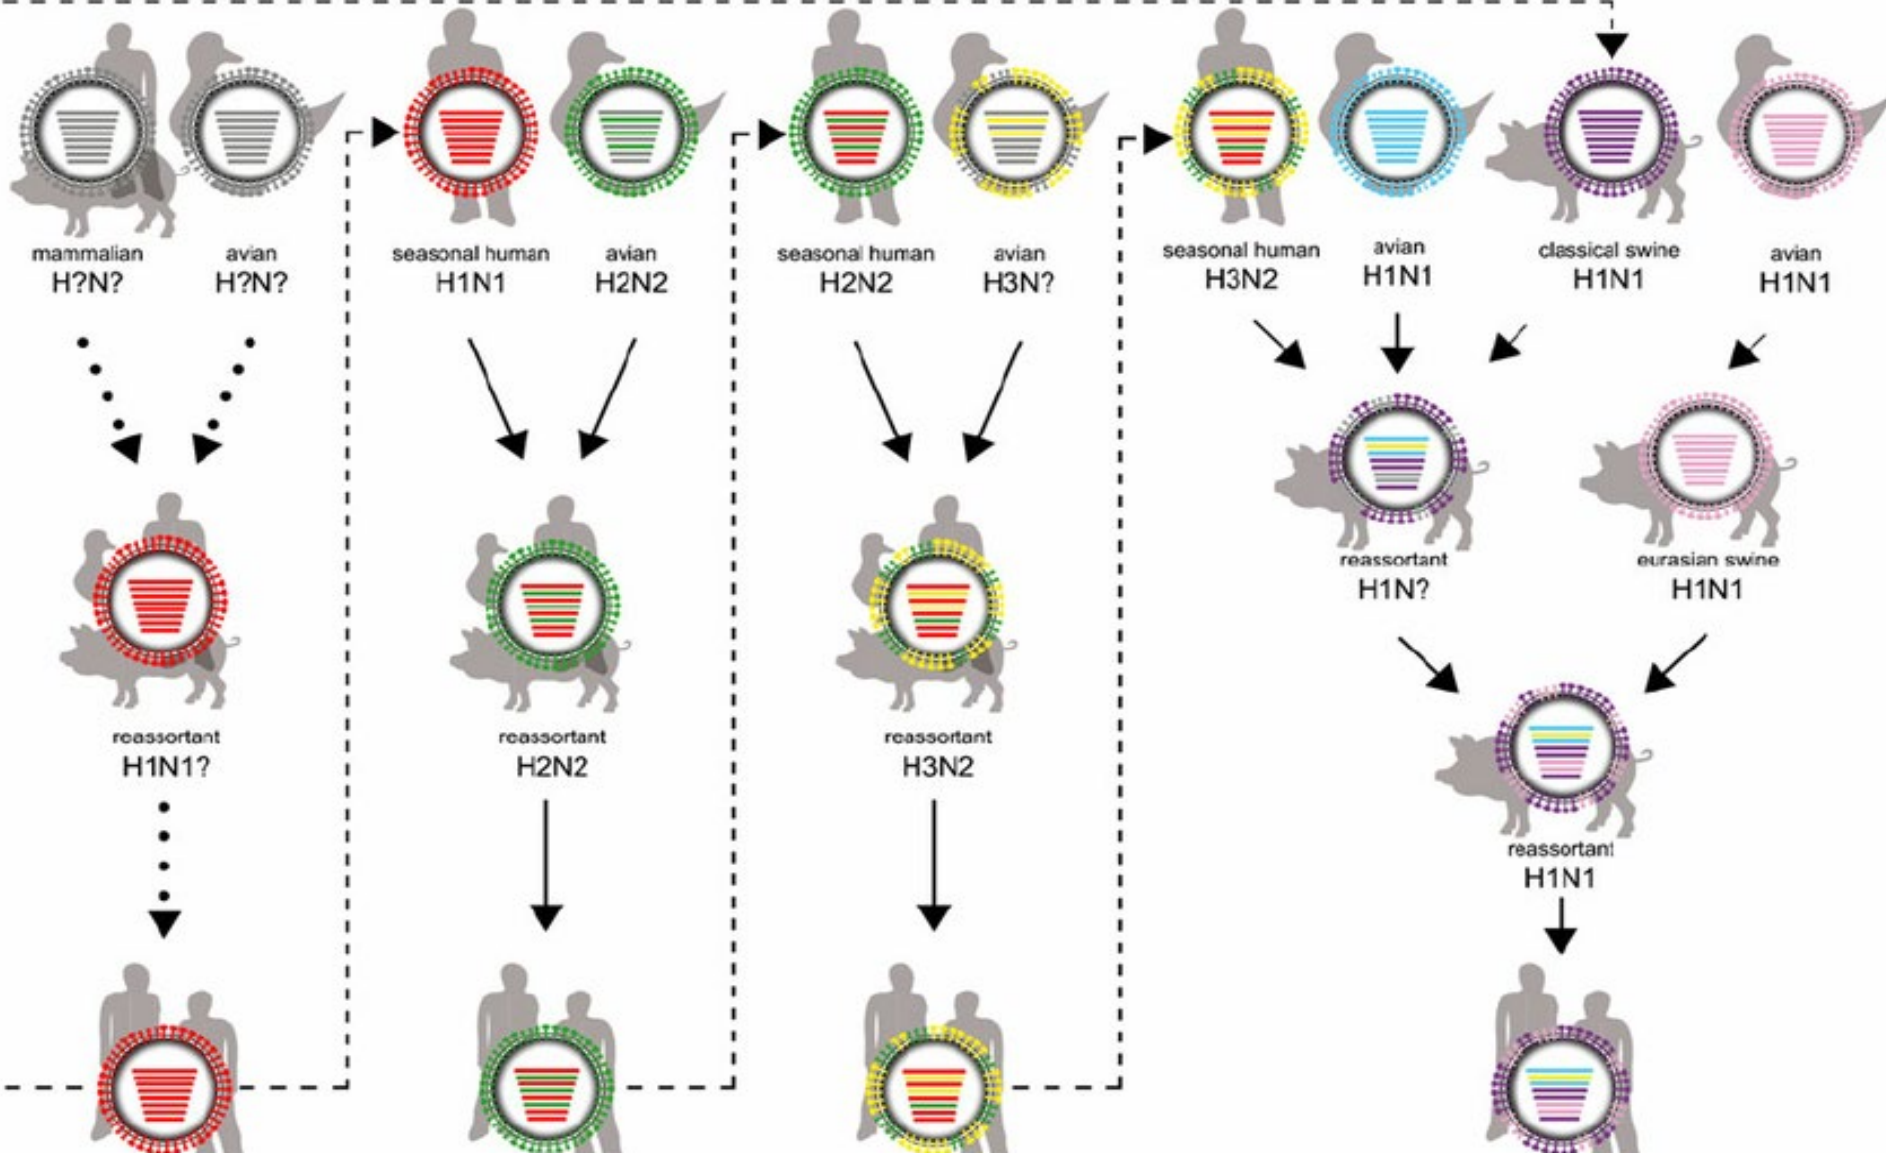 mammalian
H?N?
avian
H?N?
seasonal human
H1N1
avian
H2N2
seasonal human
H2N2
avian
H3N?
seasonal human
H3N2
avian
H1N1
classical swine
H1N1
avian
H1N1
reassortant
H1N?
eurasian swine
H1N1
reassortant
H1N1?
reassortant
H2N2
reassortant
H3N2
reassortant
H1N1